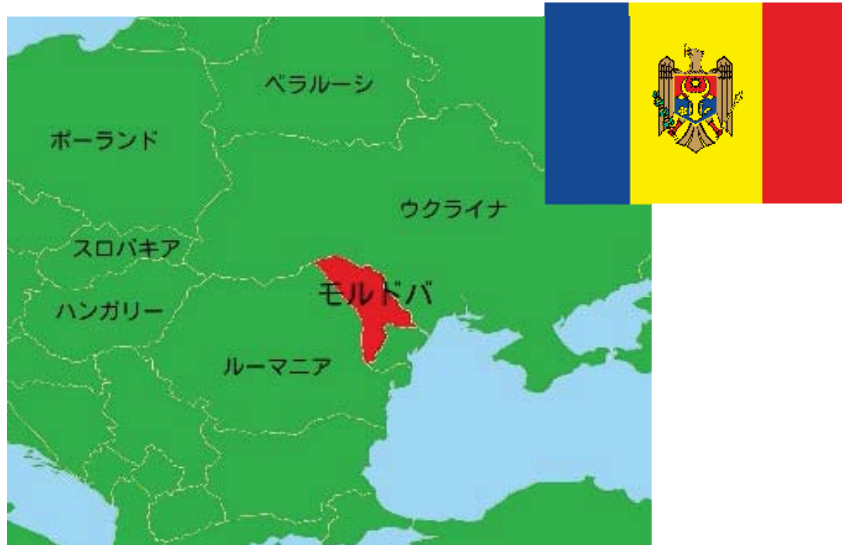 ベラルーシ
ポーランド
ウクライナ
スロバキア
モルドバ
ハンガリー
ルーマニア